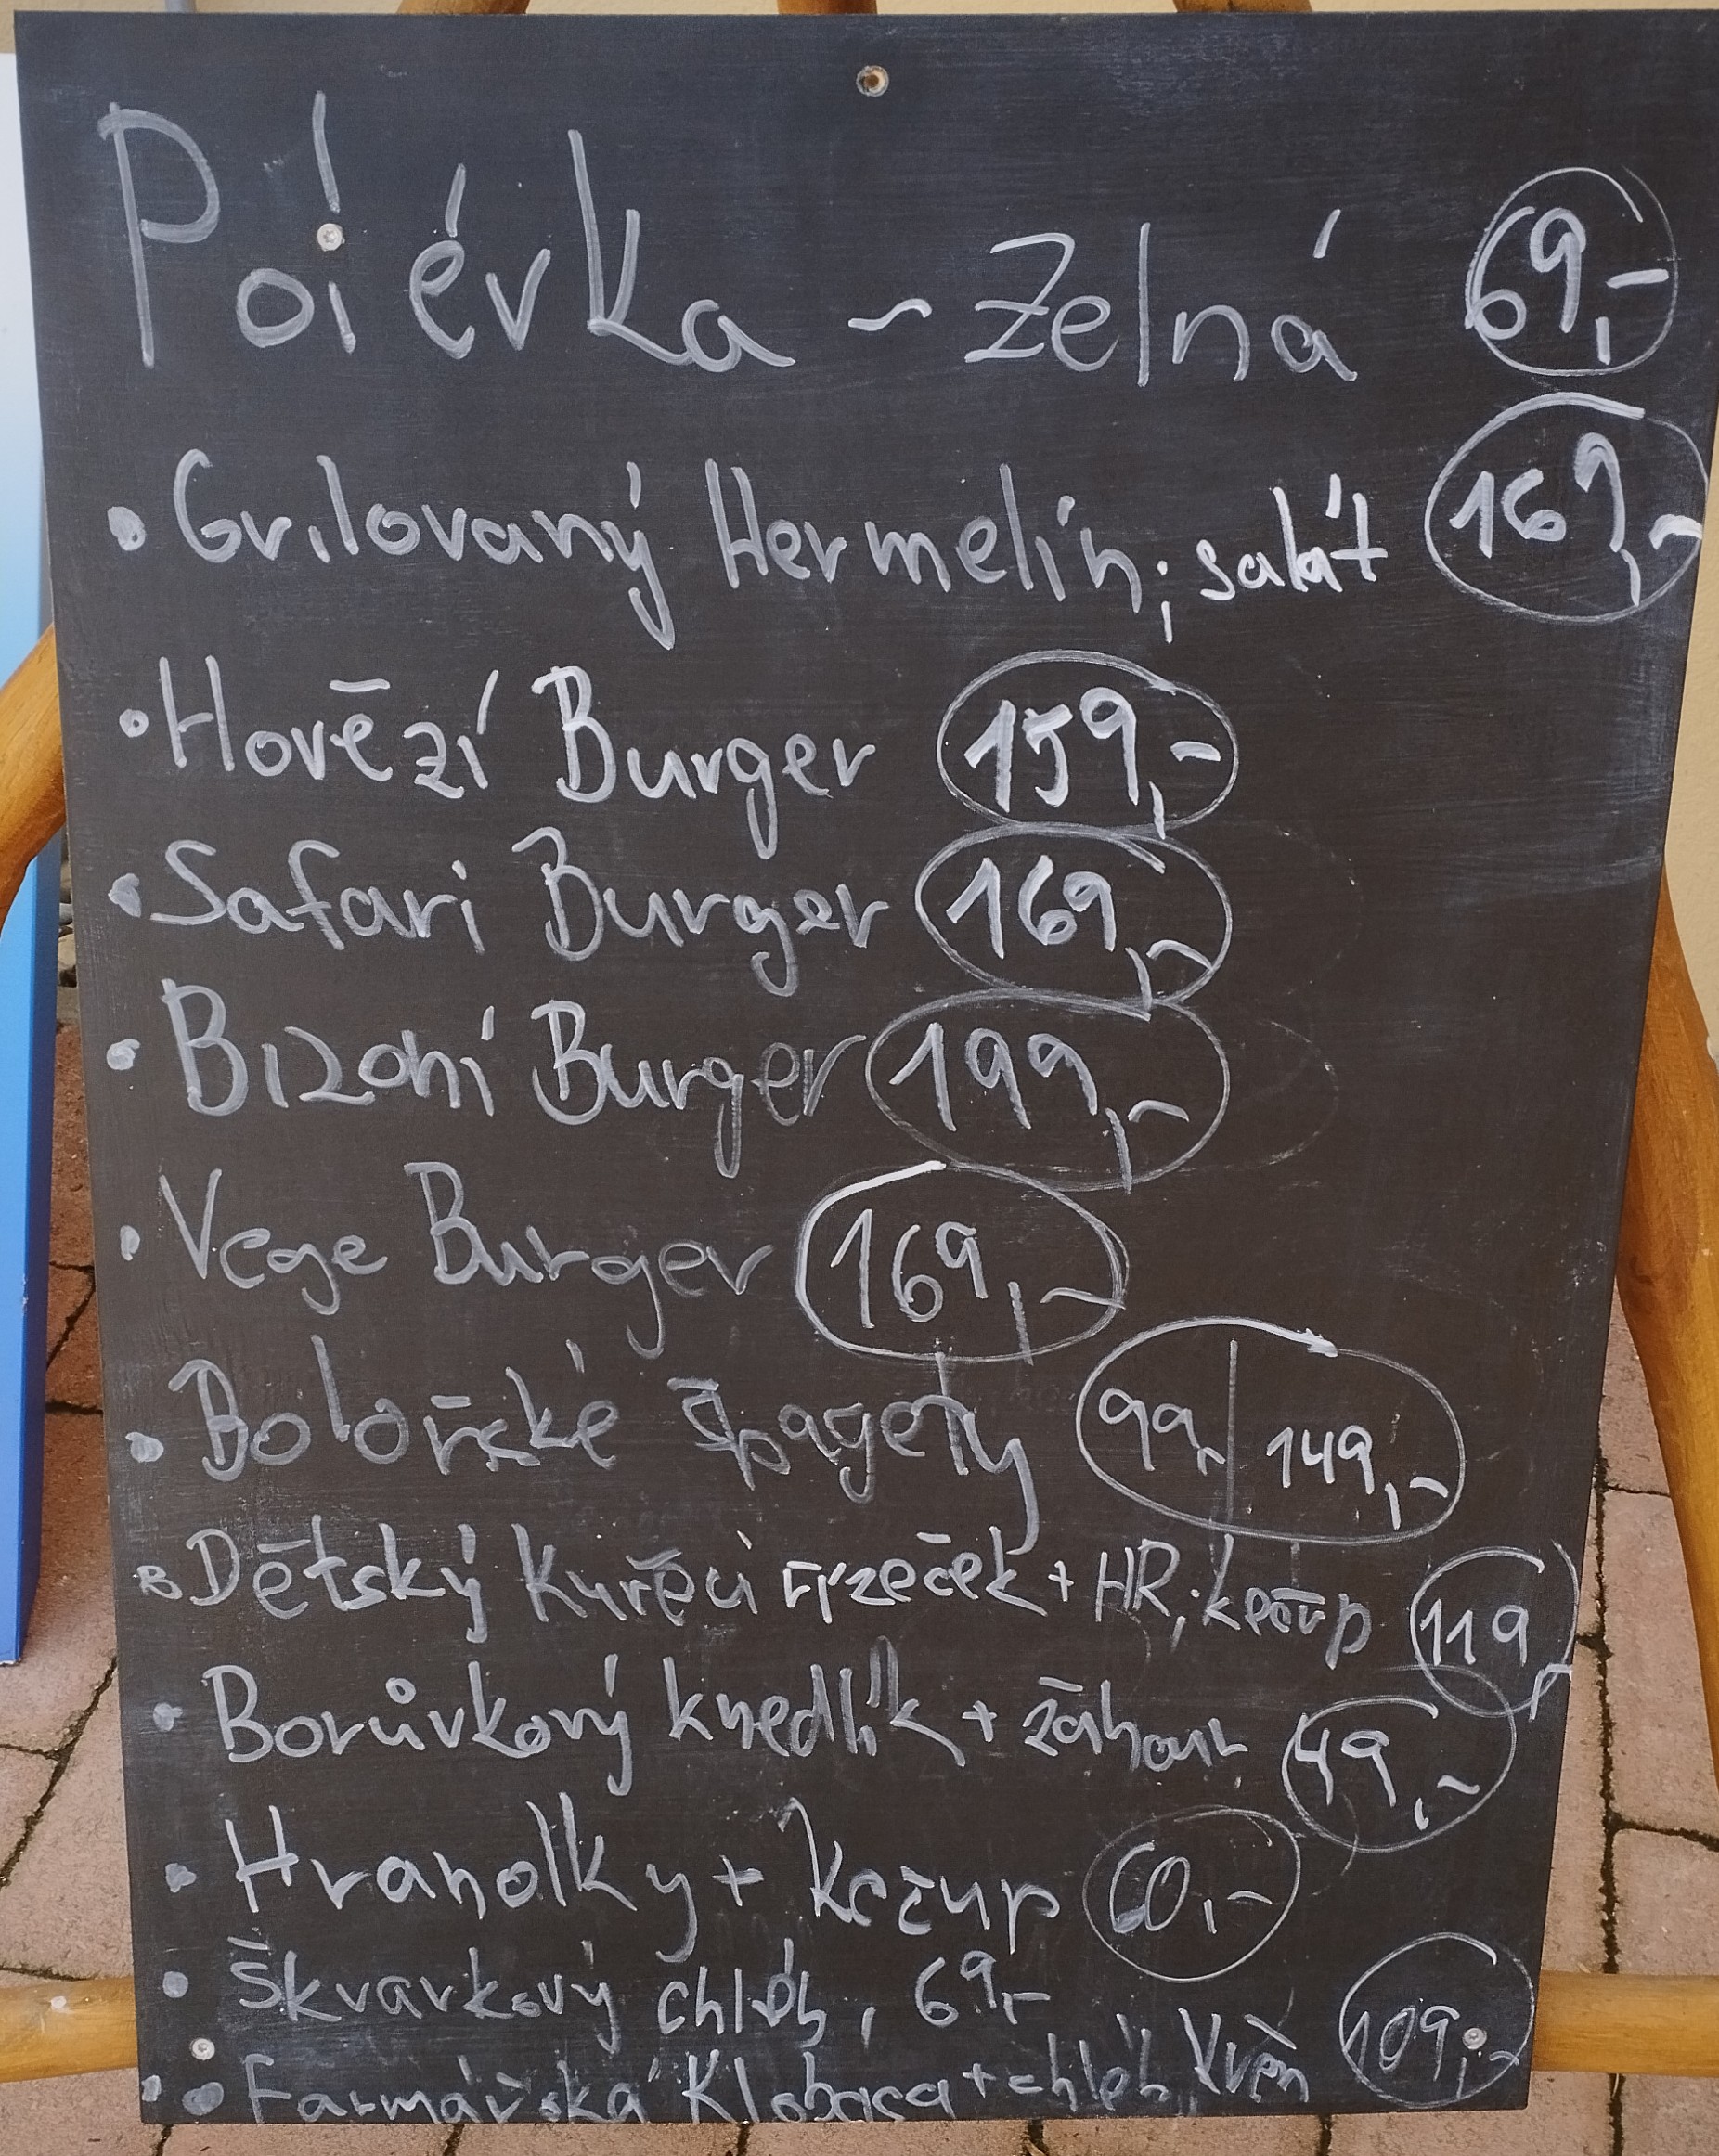 Poiévka - Zelná 69,-
• Grilovaný Hermelín, salát 169,-
• Hovězí Burger 159,-
• Safari Burger 169,-
• Bizoní Burger 199,-
• Vege Burger 169,-
• Boloňské Špagety 99,- | 149,-
• Dětský Kuřecí řízeček + HR, kečup 119,-
• Borůvkový knedlík + zákous 49,-
• Hranolky + Kečup 60,-
• Škvarkový chléb, 69,-
• Farmářská Klobása + chléb, Křen 109,-